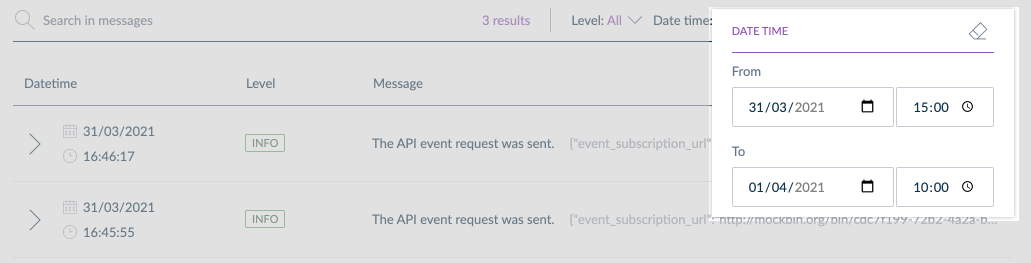 Search in messages 3 results Level: All Date time:
Datetime Level Message
31/03/2021
16:46:17
INFO
The API event request was sent. {"event_subscription_url"
31/03/2021
16:45:55
INFO
The API event request was sent. {"event_subscription_url": "http://mockbin.org/bin/cdc7f199-72b2-4a2a-b...
DATE TIME
From
31/03/2021 15:00
To
01/04/2021 10:00